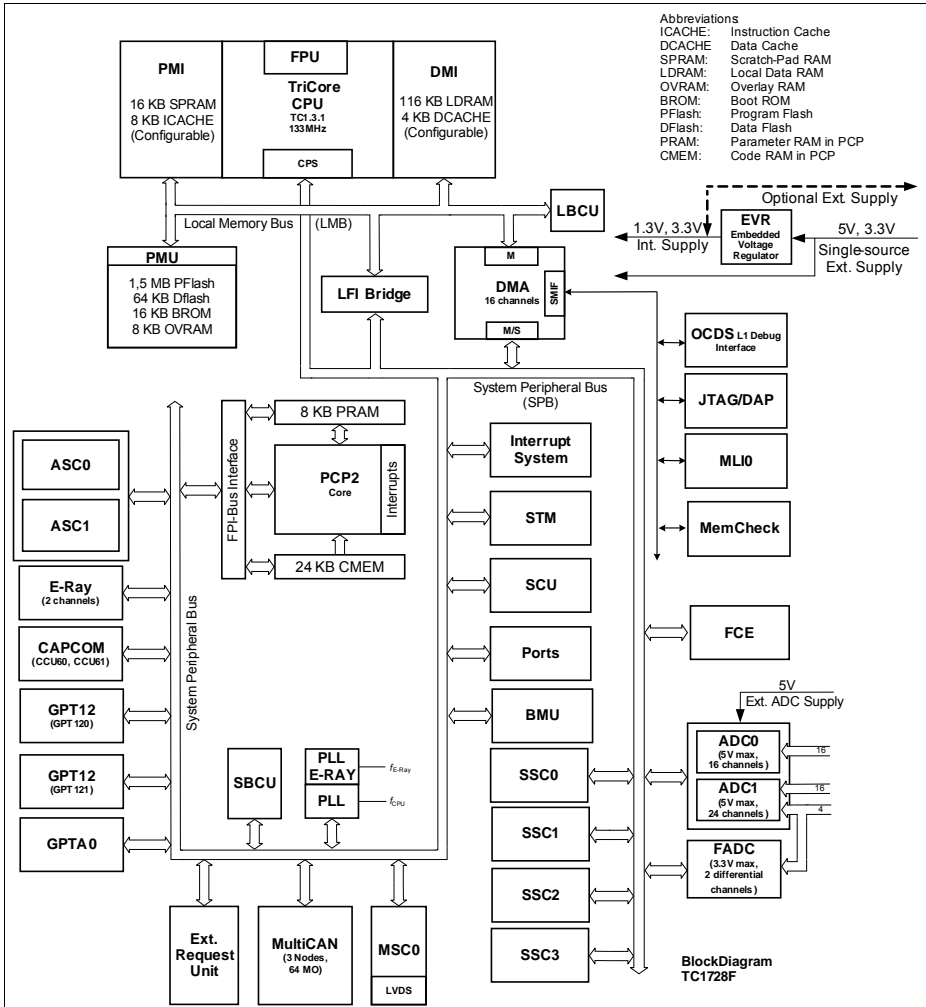 Abbreviations:
ICACHE: Instruction Cache
DCACHE Data Cache
SPRAM: Scratch-Pad RAM
LDRAM: Local Data RAM
OVRAM: Overlay RAM
BROM: Boot ROM
PFlash: Program Flash
DFlash: Data Flash
PRAM: Parameter RAM in PCP
CMEM: Code RAM in PCP
PMI
16 KB SPRAM
8 KB ICACHE
(Configurable)
FPU
TriCore
CPU
TC1.3.1
133MHz
CPS
DMI
116 KB LDRAM
4 KB DCACHE
(Configurable)
Local Memory Bus (LMB)
LBCU
Optional Ext. Supply
1.3V, 3.3V
Int. Supply
EVR
Embedded
Voltage
Regulator
5V, 3.3V
Single-source
Ext. Supply
PMU
1,5 MB PFlash
64 KB Dflash
16 KB BROM
8 KB OVRAM
LFI Bridge
M
DMA
16 channels
SMIF
M/S
OCDS L1 Debug
Interface
JTAG/DAP
MLI0
MemCheck
System Peripheral Bus
(SPB)
FPI-Bus Interface
8 KB PRAM
PCP2
Core
Interrupts
24 KB CMEM
Interrupt
System
STM
SCU
Ports
BMU
ASC0
ASC1
E-Ray
(2 channels)
CAPCOM
(CCU60, CCU61)
GPT12
(GPT120)
GPT12
(GPT121)
GPTA0
System Peripheral Bus
FCE
5V
Ext. ADC Supply
ADC0
(5V max,
16 channels)
16
ADC1
(5V max,
24 channels)
16
4
FADC
(3.3V max,
2 differential
channels)
SBCU
PLL
E-RAY
fE-Ray
PLL
fCPU
SSC0
SSC1
SSC2
SSC3
Ext.
Request
Unit
MultiCAN
(3 Nodes,
64 MO)
MSC0
LVDS
BlockDiagram
TC1728F